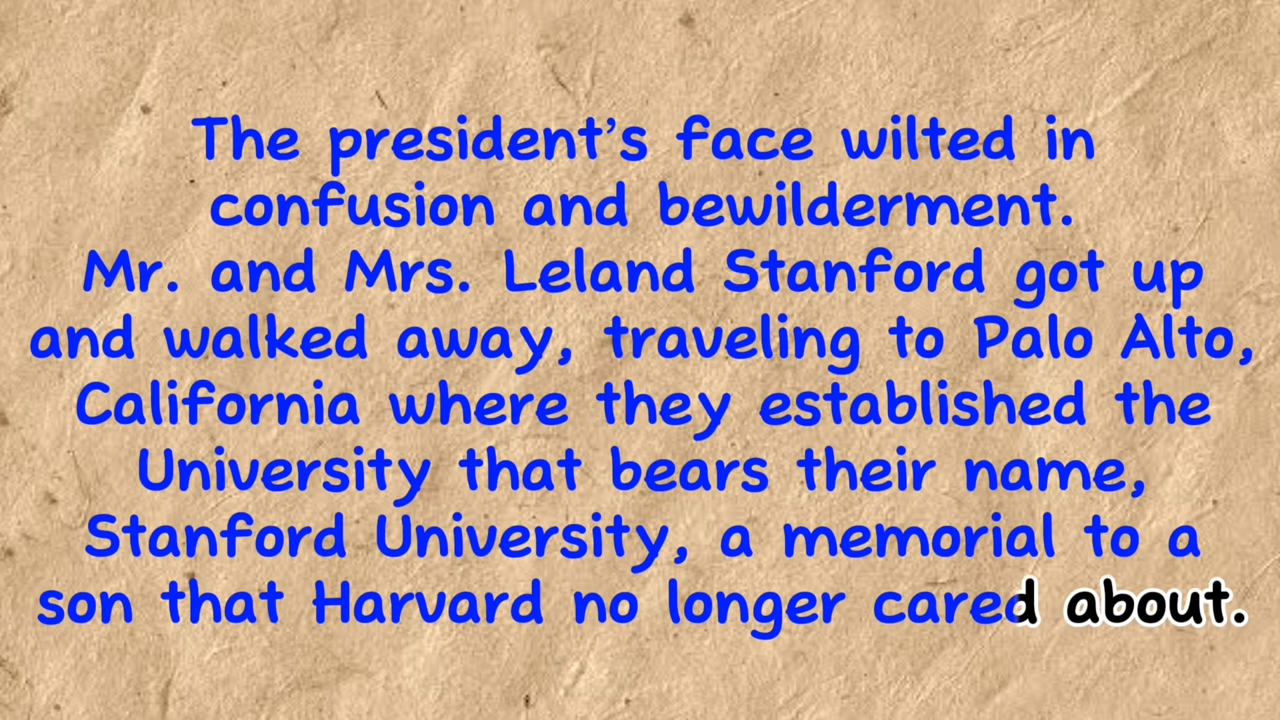 The president’s face wilted in
confusion and bewilderment.
Mr. and Mrs. Leland Stanford got up
and walked away, traveling to Palo Alto,
California where they established the
University that bears their name,
Stanford University, a memorial to a
son that Harvard no longer cared about.